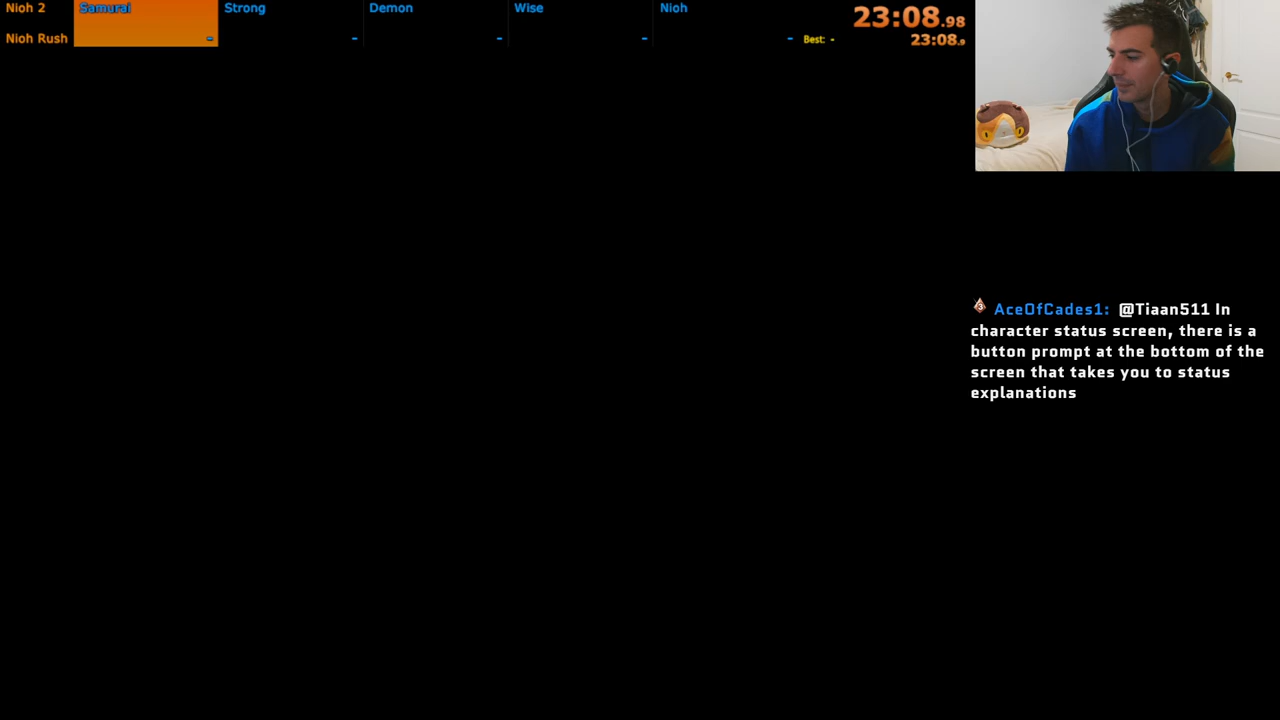 Nioh 2 Samurai Strong Demon Wise Nioh 23:08.98
Nioh Rush - - - - - Best: - 23:08.9
AceOfCades1: @Tiaan511 In
character status screen, there is a
button prompt at the bottom of the
screen that takes you to status
explanations